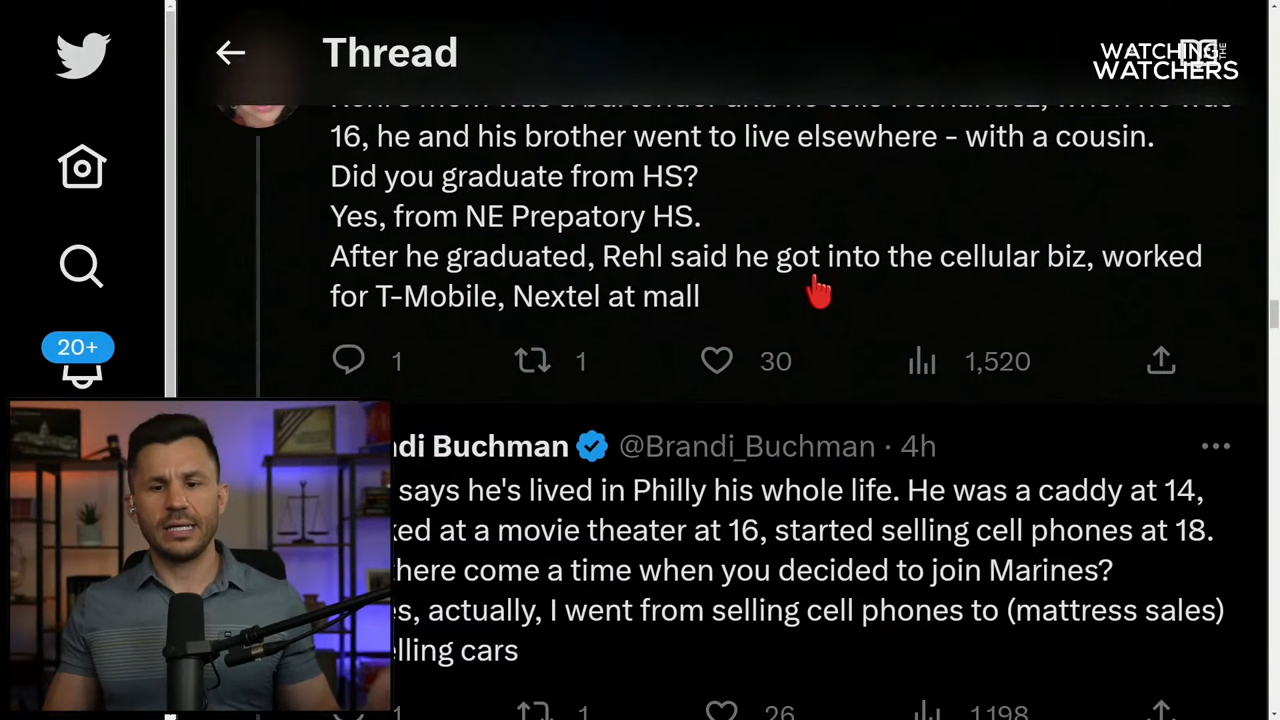 Thread
WATCHING THE
WATCHERS
16, he and his brother went to live elsewhere - with a cousin.
Did you graduate from HS?
Yes, from NE Prepatory HS.
After he graduated, Rehl said he got into the cellular biz, worked
for T-Mobile, Nextel at mall
1 1 30 1,520
20+
di Buchman @Brandi_Buchman · 4h
says he's lived in Philly his whole life. He was a caddy at 14,
ked at a movie theater at 16, started selling cell phones at 18.
here come a time when you decided to join Marines?
s, actually, I went from selling cell phones to (mattress sales)
elling cars
1 26 1198